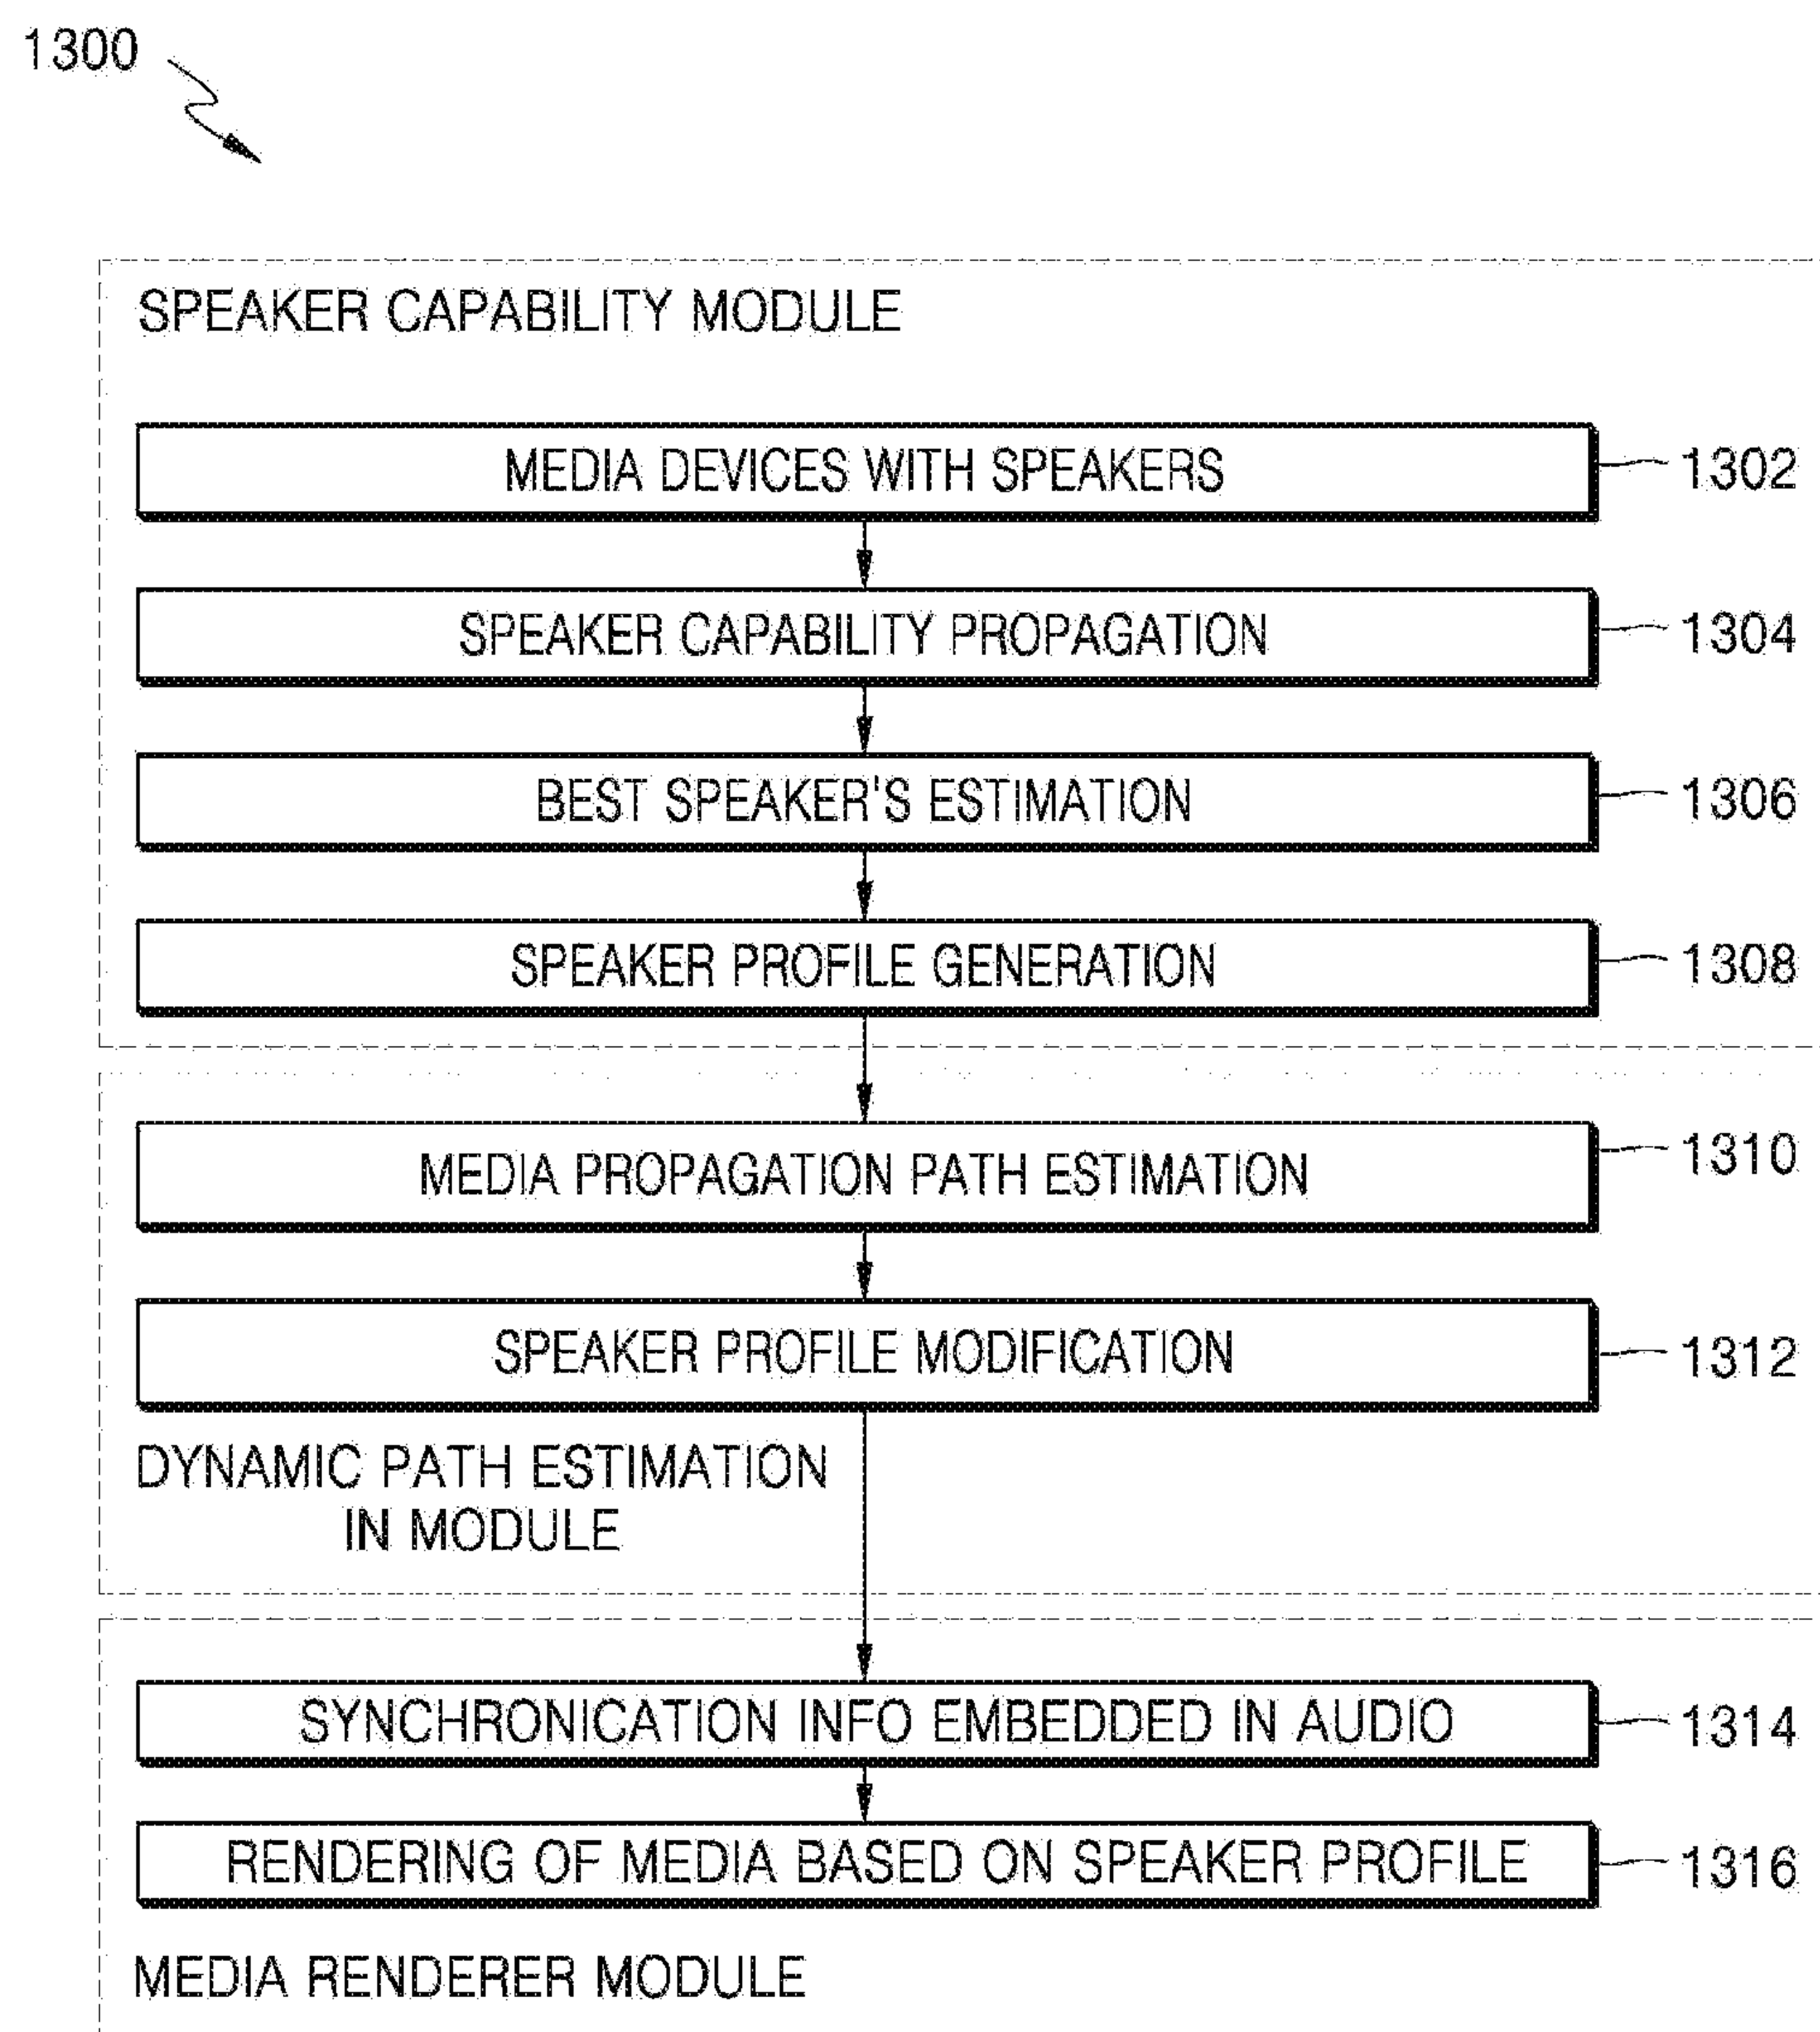 1300
SPEAKER CAPABILITY MODULE
MEDIA DEVICES WITH SPEAKERS
1302
SPEAKER CAPABILITY PROPAGATION
1304
BEST SPEAKER'S ESTIMATION
1306
SPEAKER PROFILE GENERATION
1308
MEDIA PROPAGATION PATH ESTIMATION
1310
SPEAKER PROFILE MODIFICATION
1312
DYNAMIC PATH ESTIMATION
IN MODULE
SYNCHRONICATION INFO EMBEDDED IN AUDIO
1314
RENDERING OF MEDIA BASED ON SPEAKER PROFILE
1316
MEDIA RENDERER MODULE